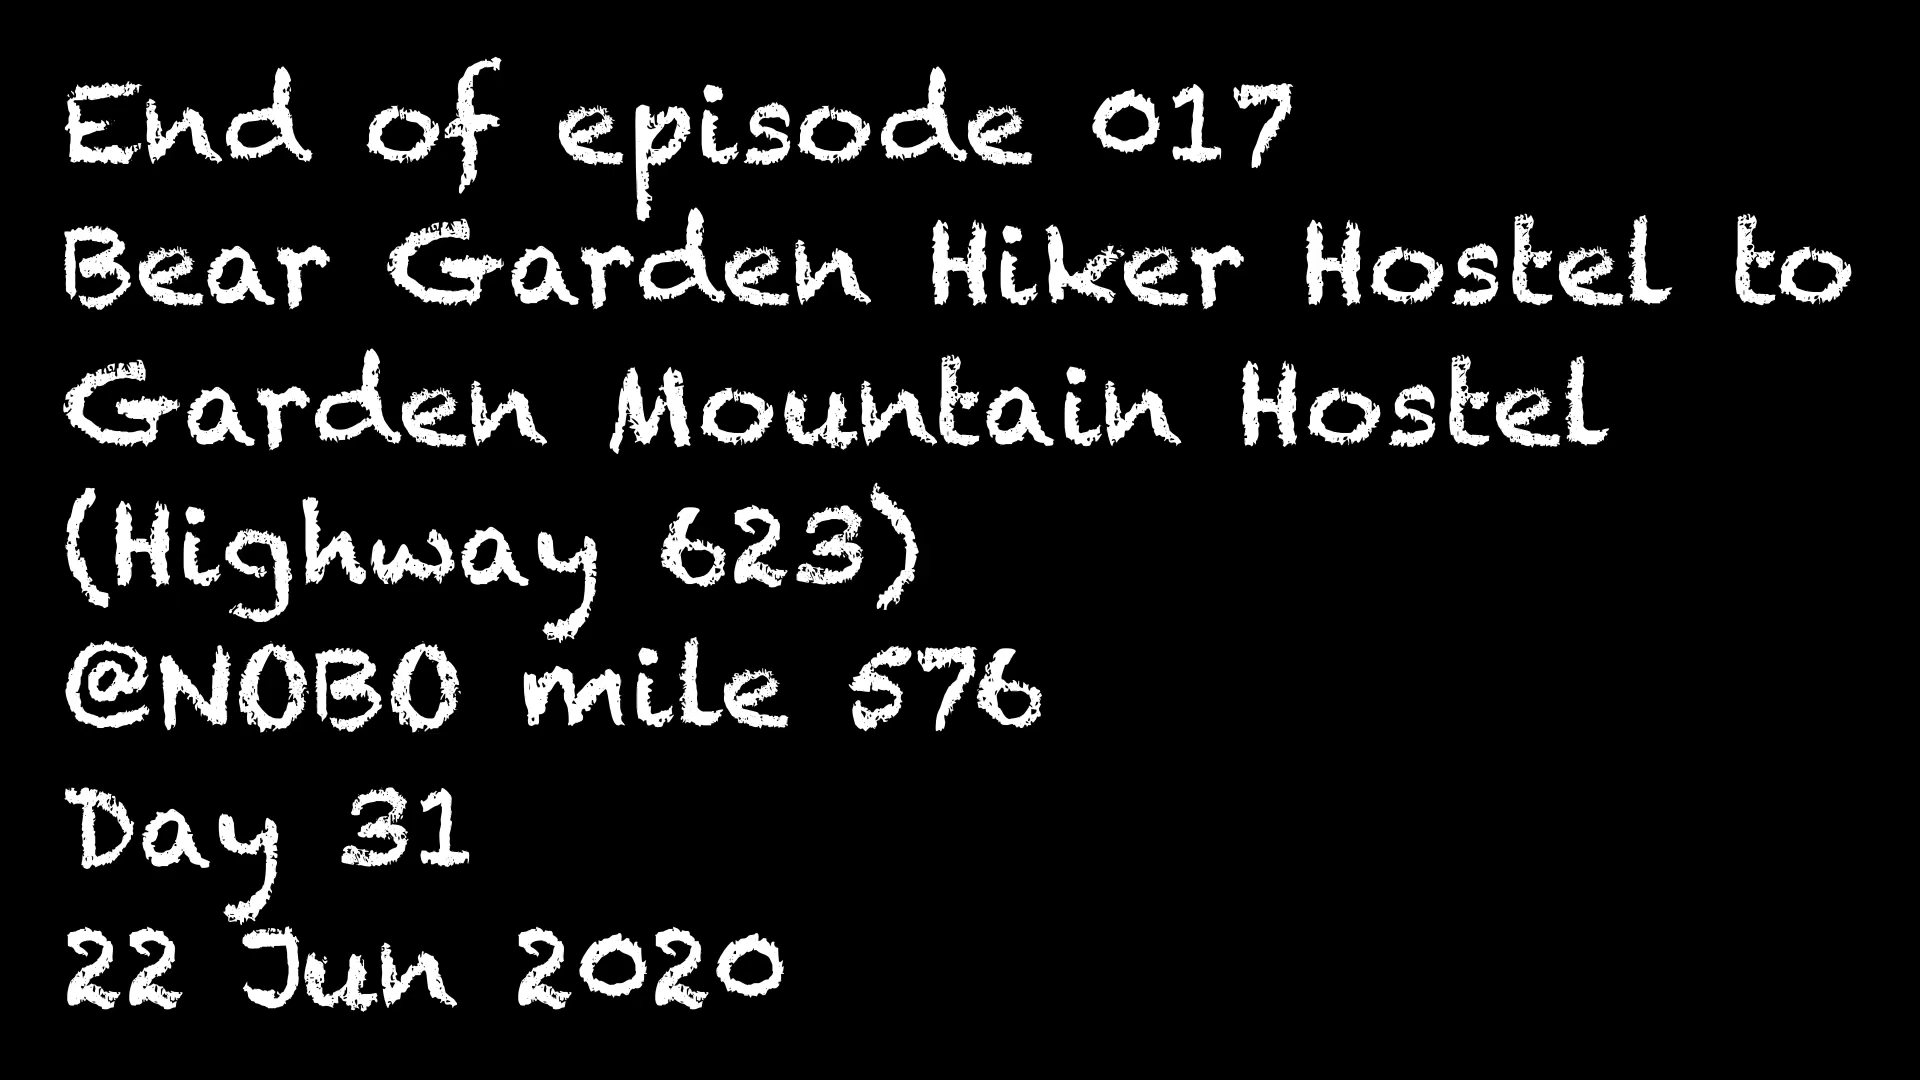 End of episode 017
Bear Garden Hiker Hostel to
Garden Mountain Hostel
(Highway 623)
@NOBO mile 576
Day 31
22 Jun 2020